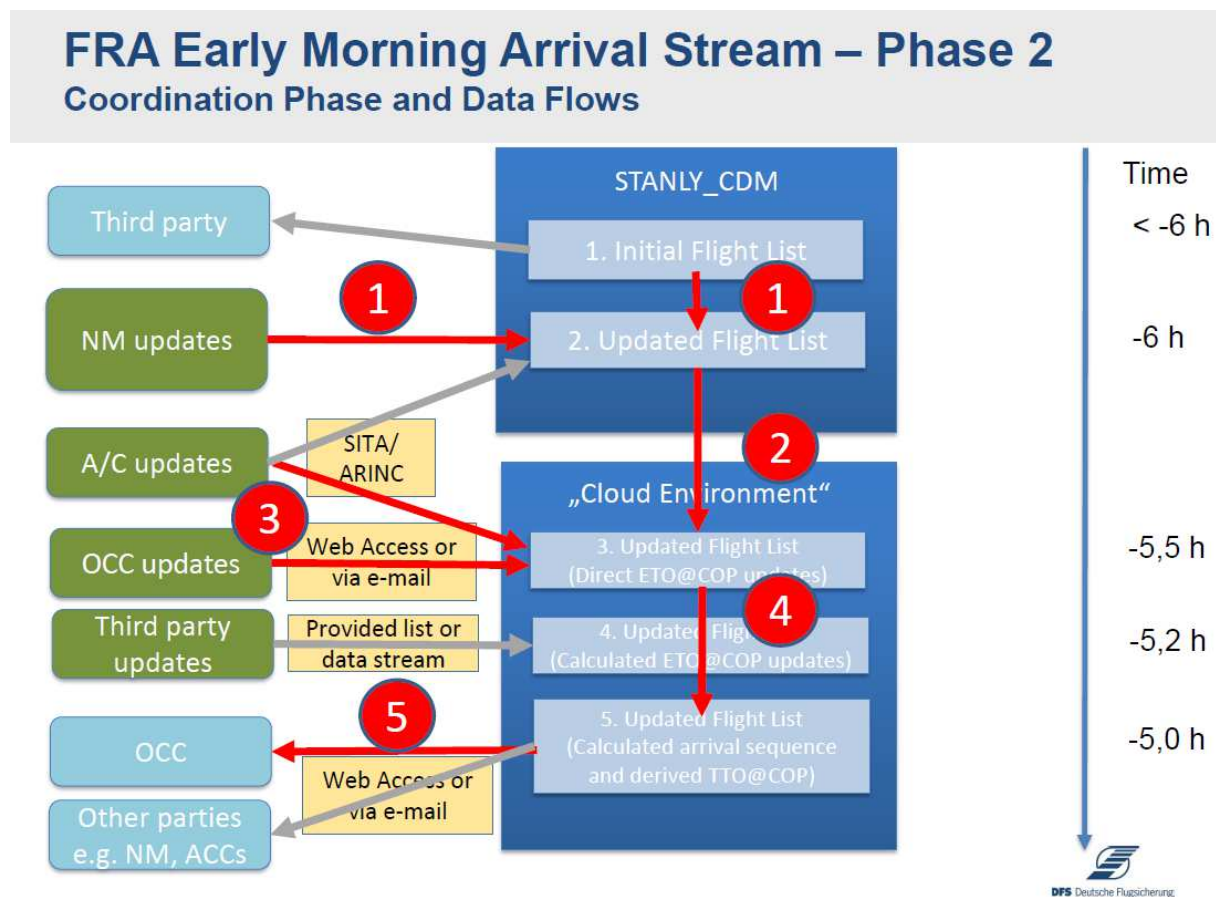 FRA Early Morning Arrival Stream – Phase 2
Coordination Phase and Data Flows
STANLY_CDM
Time
Third party
1. Initial Flight List
< -6 h
1
1
NM updates
2. Updated Flight List
-6 h
A/C updates
SITA/
ARINC
2
„Cloud Environment“
3
OCC updates
Web Access or
via e-mail
3. Updated Flight List
(Direct ETO@COP updates)
-5,5 h
4
Third party
updates
Provided list or
data stream
4. Updated Flight
(Calculated ETO@COP updates)
-5,2 h
5
OCC
5. Updated Flight List
(Calculated arrival sequence
and derived TTO@COP)
-5,0 h
Web Access or
via e-mail
Other parties
e.g. NM, ACCs
DFS Deutsche Flugsicherung